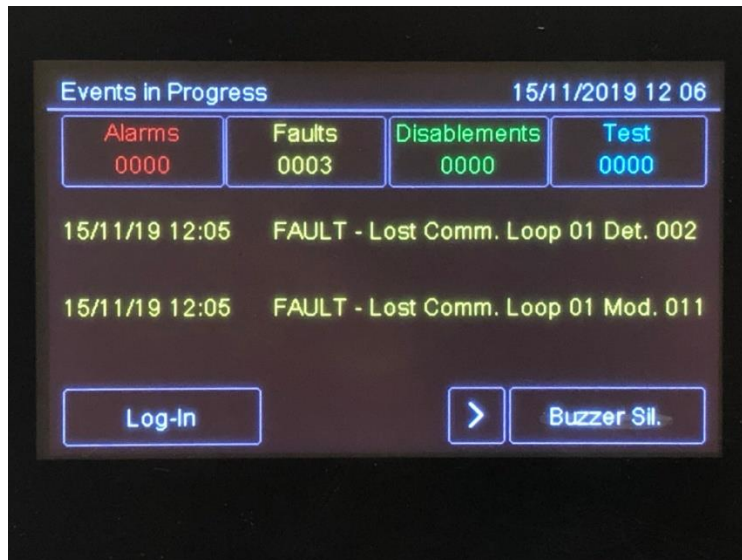 Events in Progress 15/11/2019 12 06
Alarms Faults Disablements Test
0000 0003 0000 0000
15/11/19 12:05 FAULT - Lost Comm. Loop 01 Det. 002
15/11/19 12:05 FAULT - Lost Comm. Loop 01 Mod. 011
Log-In > Buzzer Sil.